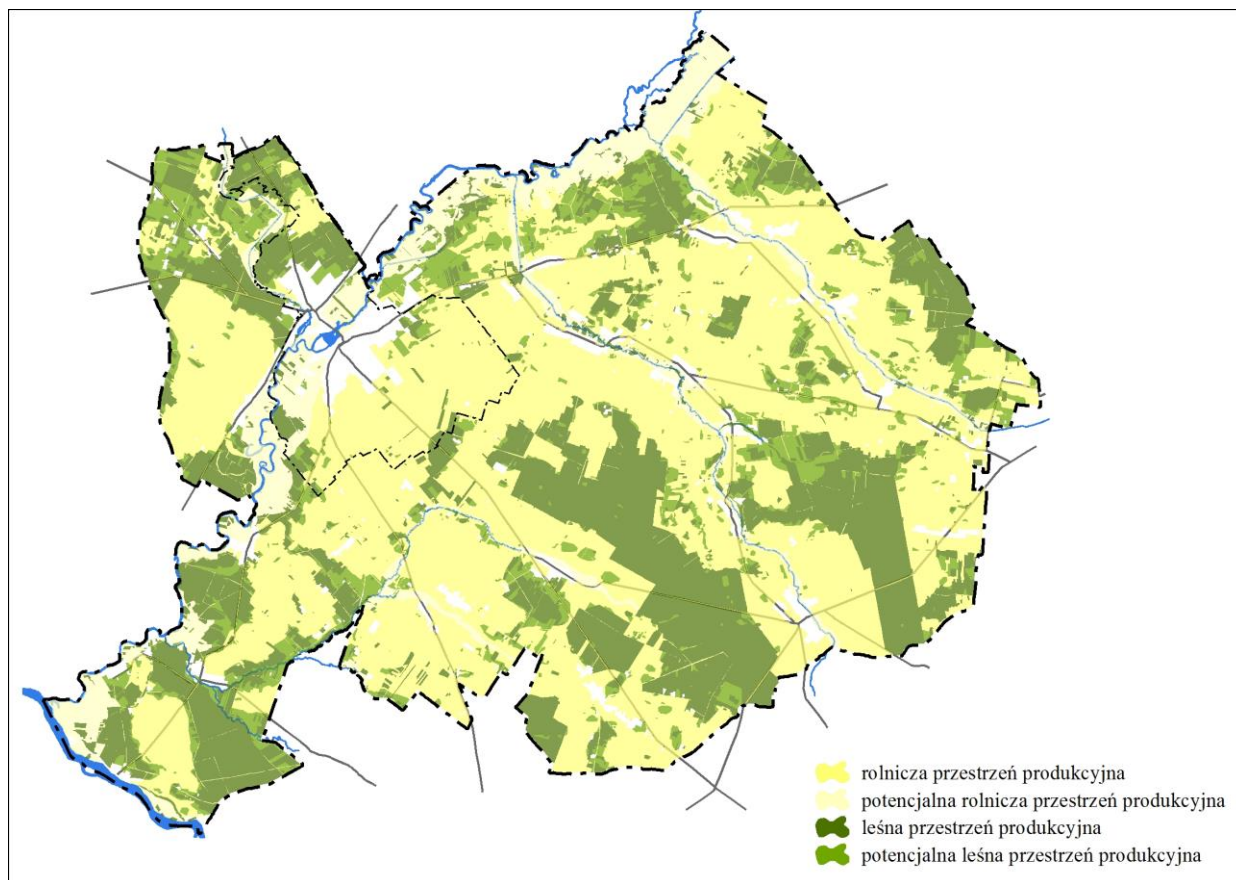 rolnicza przestrzeń produkcyjna
potencjalna rolnicza przestrzeń produkcyjna
leśna przestrzeń produkcyjna
potencjalna leśna przestrzeń produkcyjna